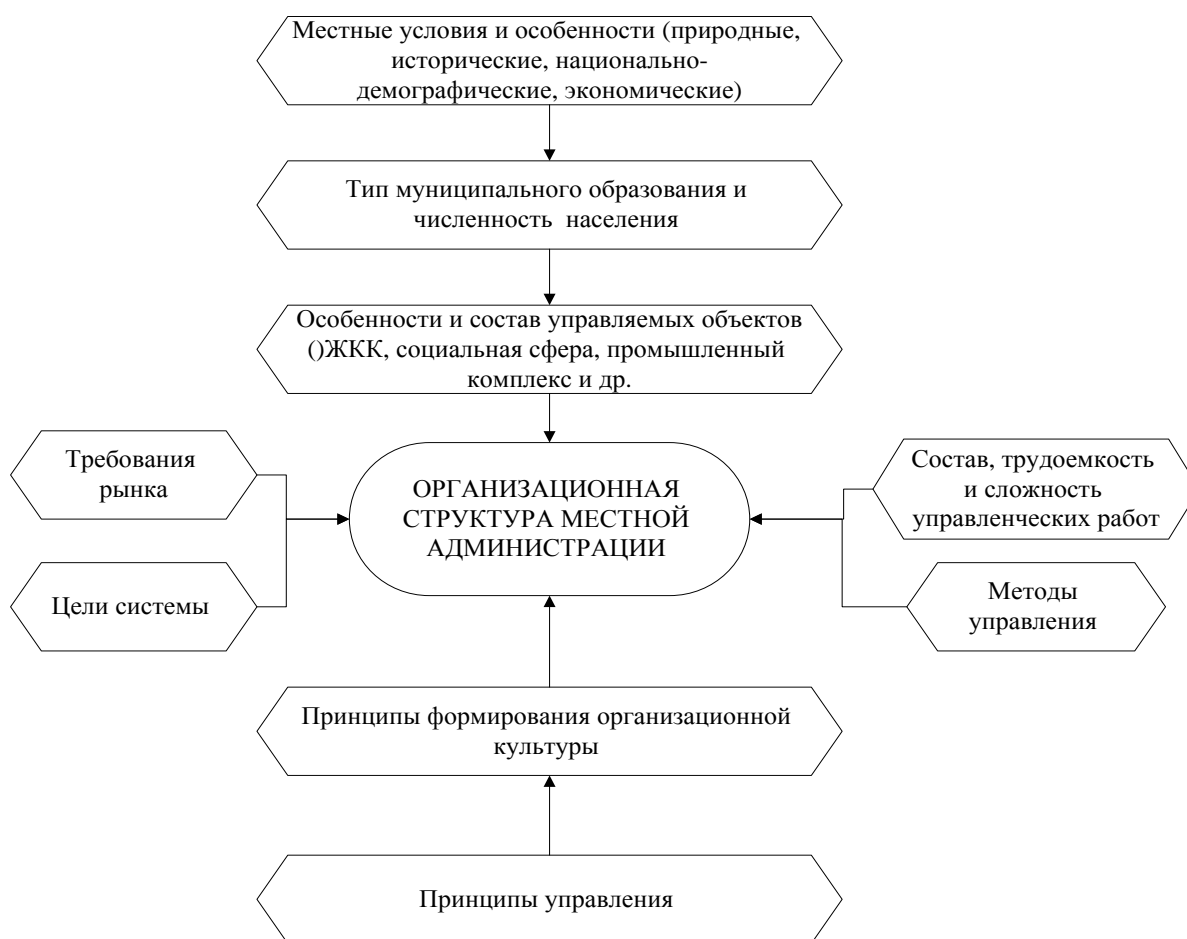 Местные условия и особенности (природные,
исторические, национально-
демографические, экономические)
Тип муниципального образования и
численность населения
Особенности и состав управляемых объектов
()ЖКК, социальная сфера, промышленный
комплекс и др.
Требования
рынка
ОРГАНИЗАЦИОННАЯ
СТРУКТУРА МЕСТНОЙ
АДМИНИСТРАЦИИ
Состав, трудоемкость
и сложность
управленческих работ
Цели системы
Методы
управления
Принципы формирования организационной
культуры
Принципы управления